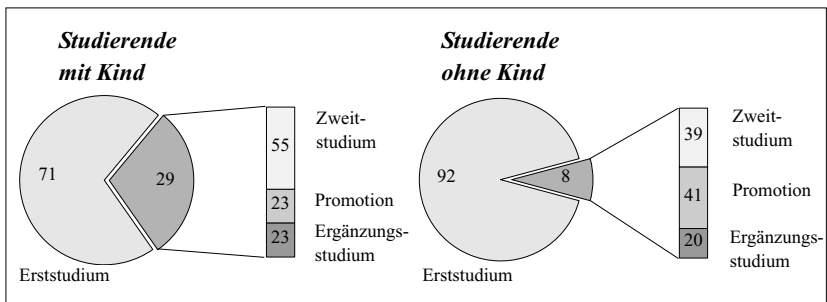 Studierende
mit Kind
71
29
55
23
23
Zweit-
studium
Promotion
Ergänzungs-
studium
Erststudium
Studierende
ohne Kind
92
8
39
41
20
Zweit-
studium
Promotion
Ergänzungs-
studium
Erststudium